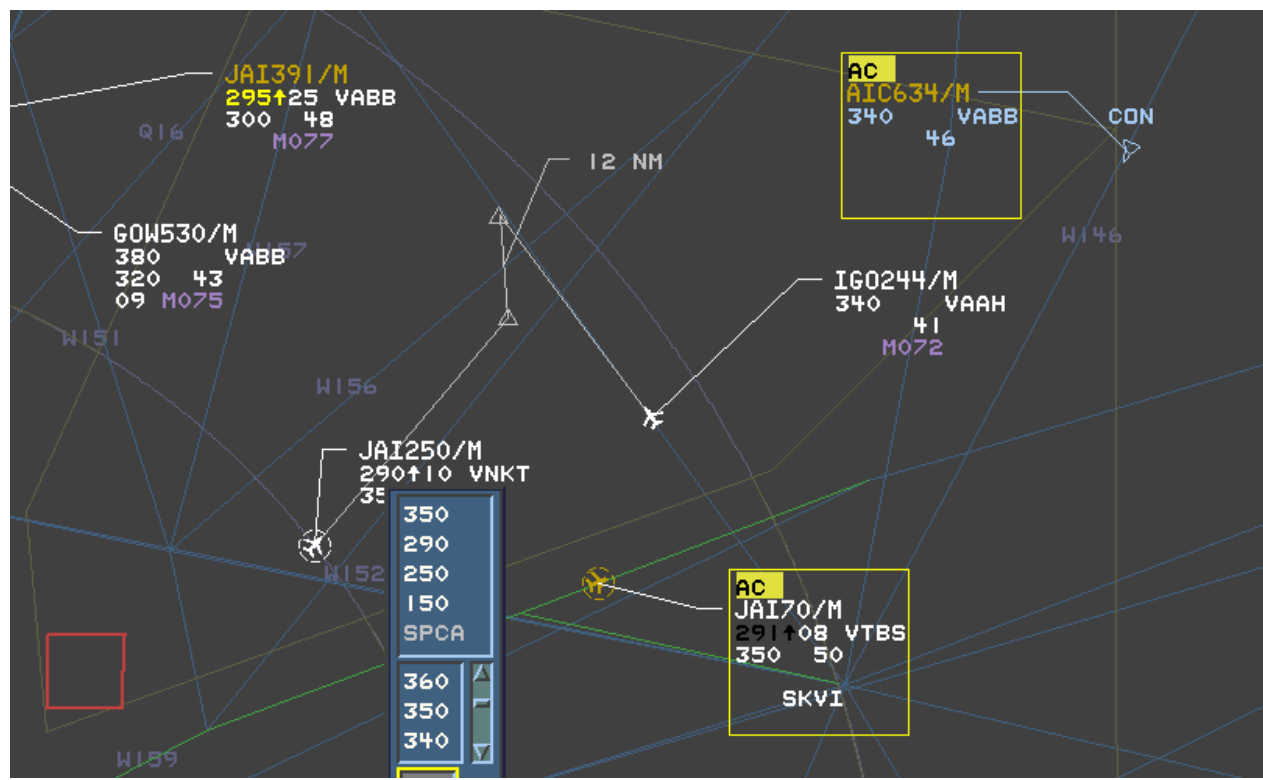 JAI391/M
295↑25 VABB
300 48
M077
Q16
12 NM
AC
AIC634/M
340 VABB
46
CON
GOW530/M
380 VABB
320 43
09 M075
W157
W146
IGO244/M
340 VAAH
41
M072
W151
W156
JAI250/M
290↑10 VNKT
35
350
290
250
150
SPCA
360
350
340
W152
AC
JAI70/M
291↑08 VTBS
350 50
SKVI
W159